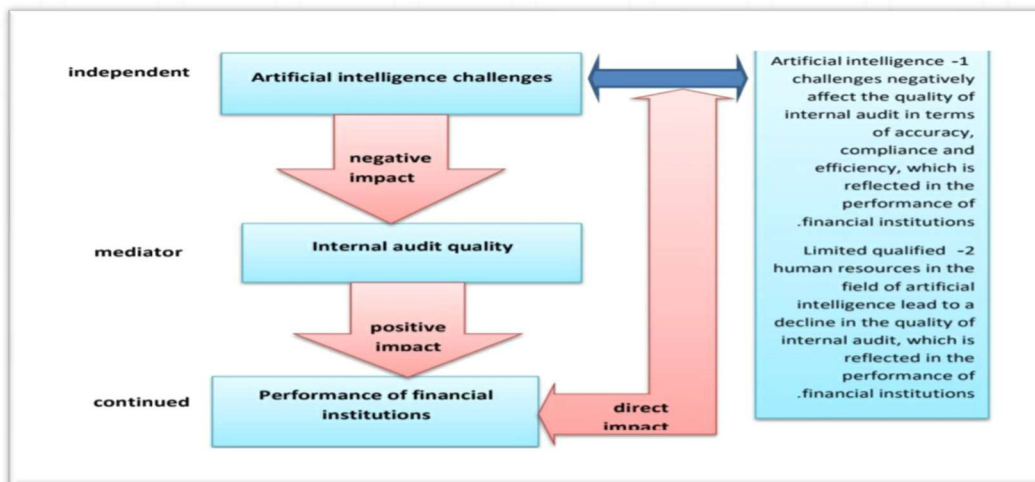 independent
Artificial intelligence challenges
negative
impact
mediator
Internal audit quality
positive
impact
continued
Performance of financial
institutions
direct
impact
Artificial intelligence -1
challenges negatively
affect the quality of
internal audit in terms
of accuracy,
compliance and
efficiency, which is
reflected in the
performance of
.financial institutions
Limited qualified -2
human resources in the
field of artificial
intelligence lead to a
decline in the quality of
internal audit, which is
reflected in the
performance of
.financial institutions